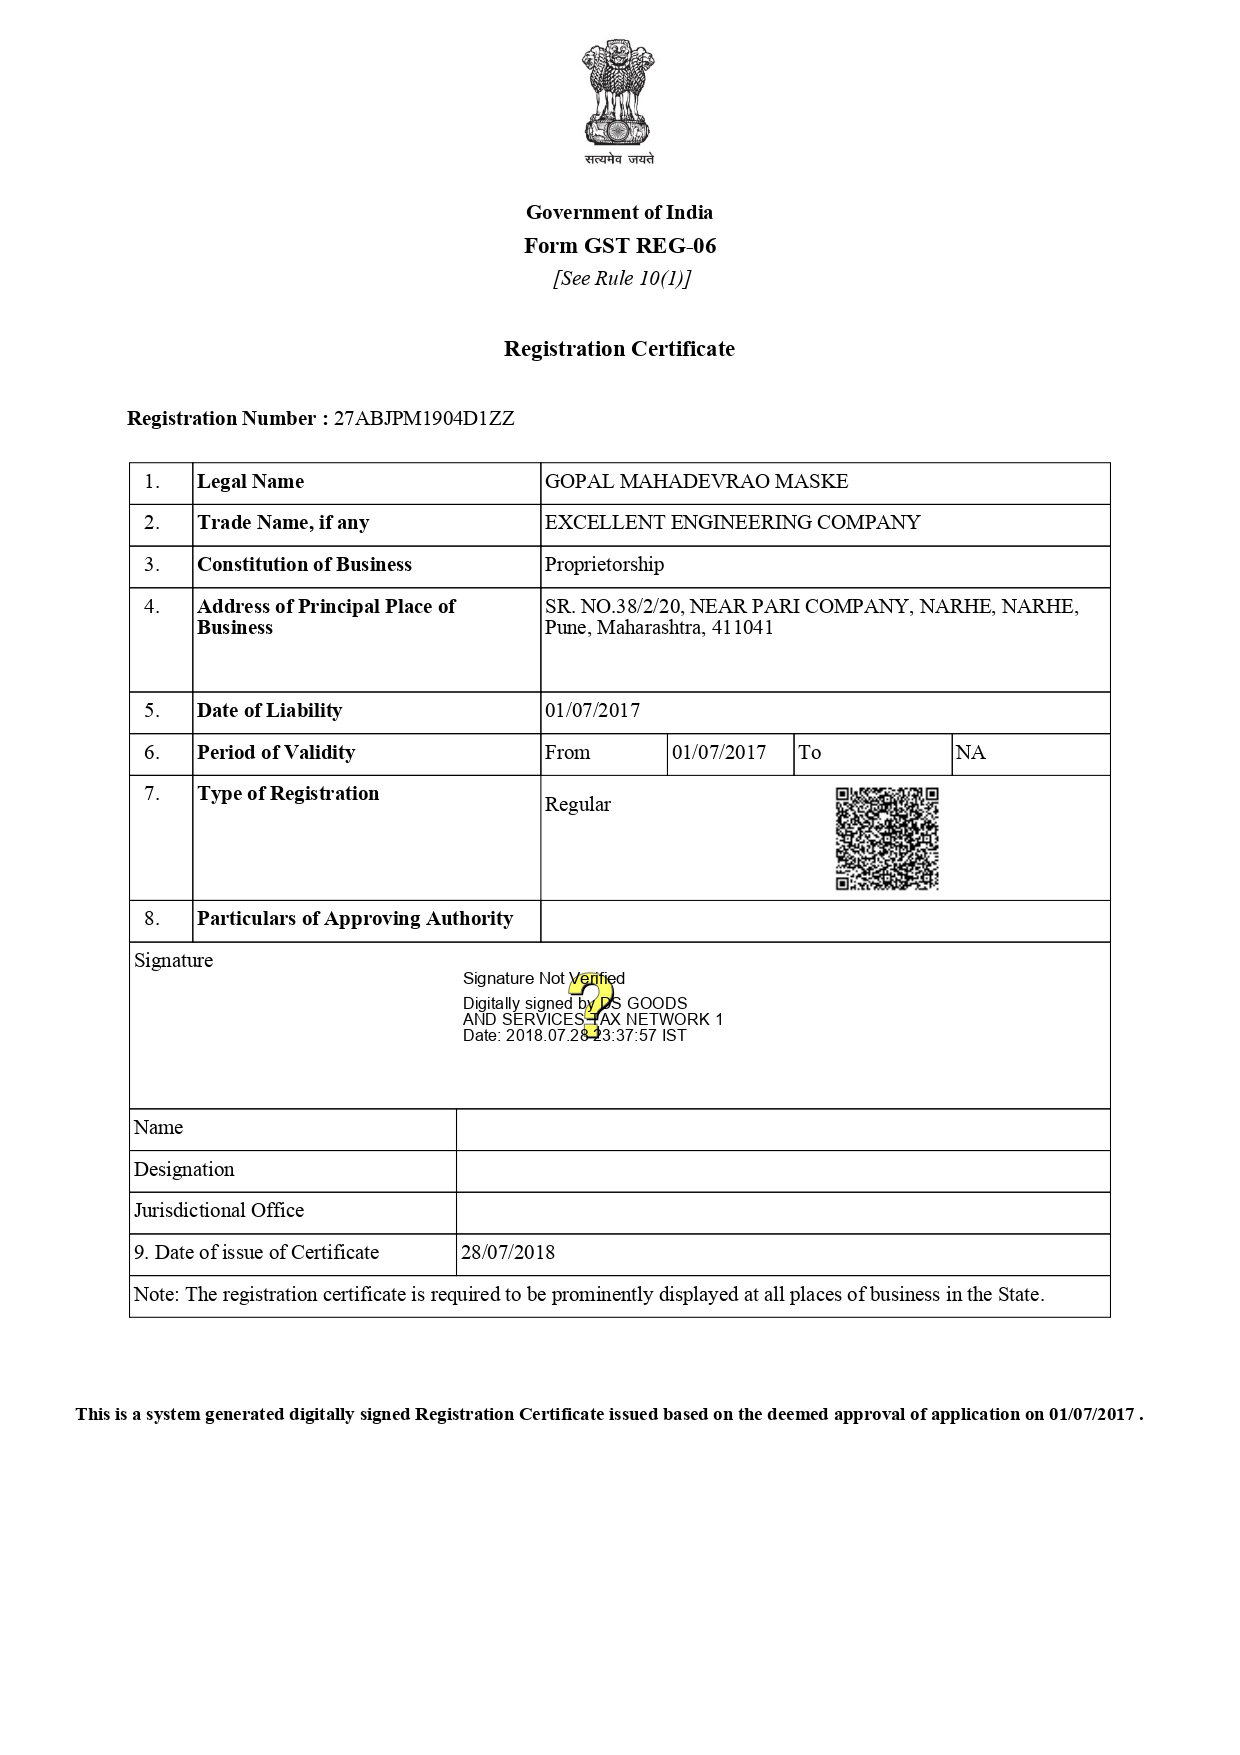 सत्यमेव जयते
Government of India
Form GST REG-06
[See Rule 10(1)]
Registration Certificate
Registration Number : 27ABJPM1904D1ZZ
1. Legal Name GOPAL MAHADEVRAO MASKE
2. Trade Name, if any EXCELLENT ENGINEERING COMPANY
3. Constitution of Business Proprietorship
4. Address of Principal Place of SR. NO.38/2/20, NEAR PARI COMPANY, NARHE, NARHE,
Business Pune, Maharashtra, 411041
5. Date of Liability 01/07/2017
6. Period of Validity From 01/07/2017 To NA
7. Type of Registration
Regular
8. Particulars of Approving Authority
Signature
Signature Not Verified
Digitally signed by DS GOODS
AND SERVICES TAX NETWORK 1
Date: 2018.07.28 23:37:57 IST
Name
Designation
Jurisdictional Office
9. Date of issue of Certificate 28/07/2018
Note: The registration certificate is required to be prominently displayed at all places of business in the State.
This is a system generated digitally signed Registration Certificate issued based on the deemed approval of application on 01/07/2017 .